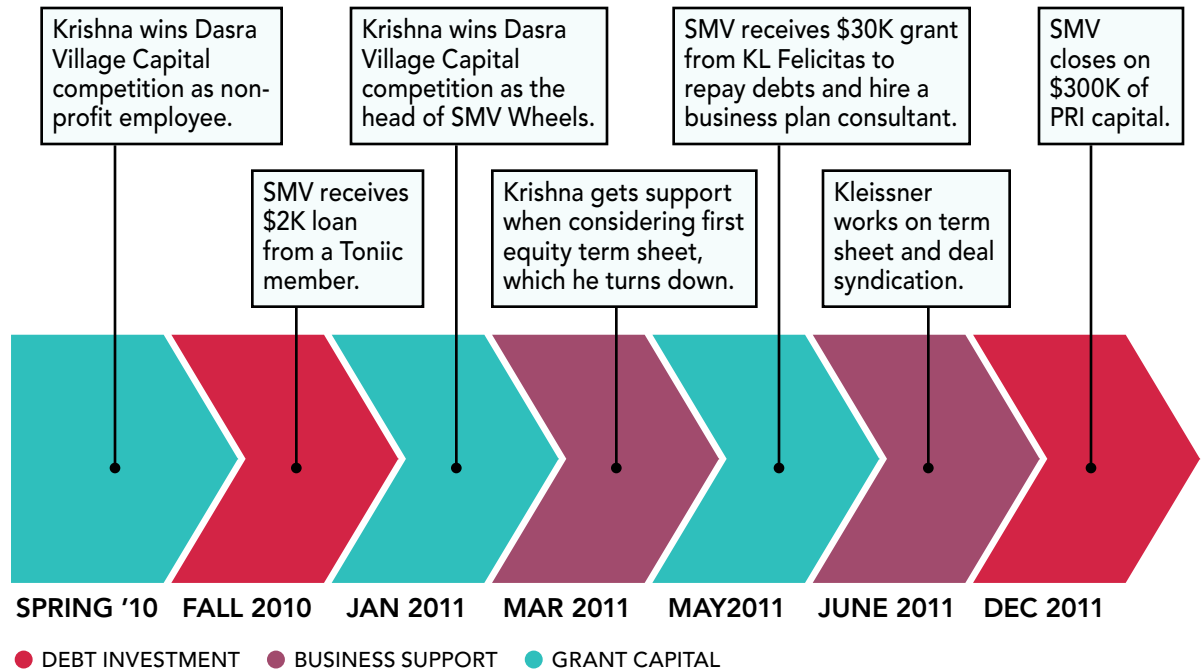 Krishna wins Dasra
Village Capital
competition as non-
profit employee.
Krishna wins Dasra
Village Capital
competition as the
head of SMV Wheels.
SMV receives $30K grant
from KL Felicitas to
repay debts and hire a
business plan consultant.
SMV
closes on
$300K of
PRI capital.
SMV receives
$2K loan
from a Toniic
member.
Krishna gets support
when considering first
equity term sheet,
which he turns down.
Kleissner
works on term
sheet and deal
syndication.
SPRING '10 FALL 2010 JAN 2011 MAR 2011 MAY2011 JUNE 2011 DEC 2011
DEBT INVESTMENT BUSINESS SUPPORT GRANT CAPITAL